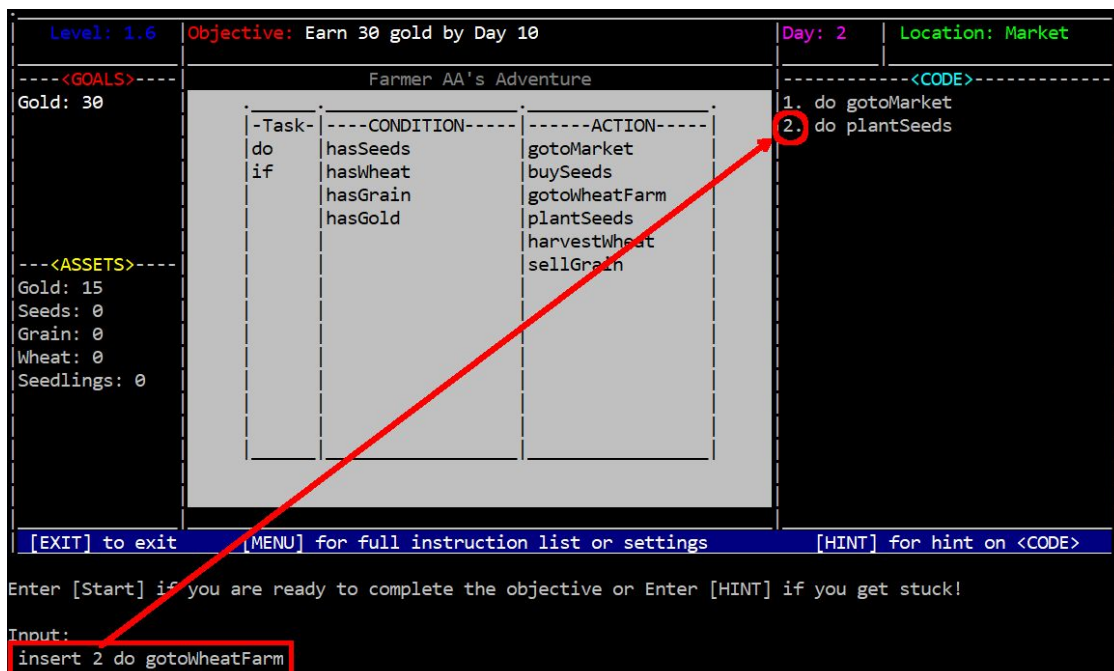 Level: 1.6 |Objective: Earn 30 gold by Day 10 |Day: 2 | Location: Market
----<GOALS>----| Farmer AA's Adventure |------------<CODE>-------------
Gold: 30
1. do gotoMarket
-Task-|----CONDITION-----|------ACTION-----
2. do plantSeeds
do |hasSeeds |gotoMarket
if |hasWheat |buySeeds
hasGrain |gotoWheatFarm
hasGold |plantSeeds
harvestWheat
---<ASSETS>----
sellGrain
Gold: 15
Seeds: 0
Grain: 0
Wheat: 0
Seedlings: 0
[EXIT] to exit [MENU] for full instruction list or settings [HINT] for hint on <CODE>
Enter [Start] if you are ready to complete the objective or Enter [HINT] if you get stuck!
Input:
insert 2 do gotoWheatFarm